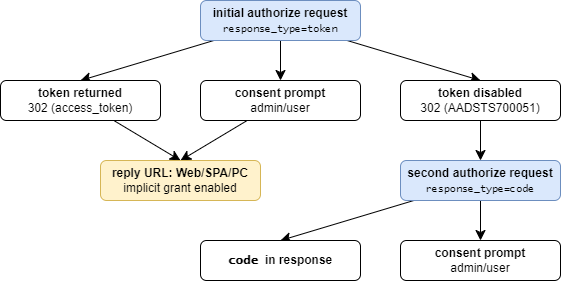 initial authorize request
response_type=token
token returned
302 (access_token)
consent prompt
admin/user
token disabled
302 (AADSTS700051)
reply URL: Web/SPA/PC
implicit grant enabled
second authorize request
response_type=code
code in response
consent prompt
admin/user